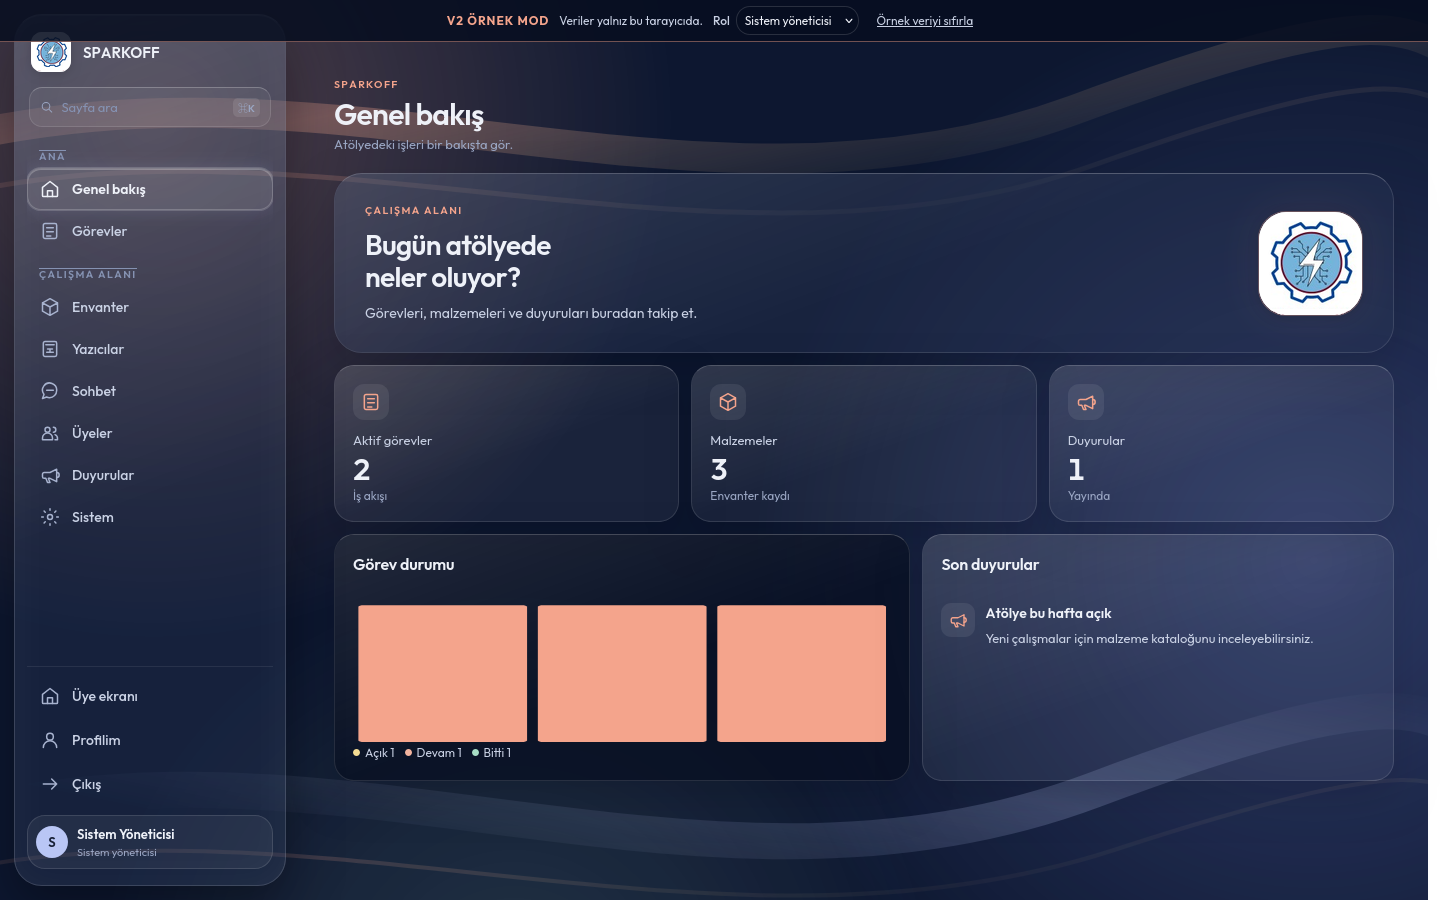 V2 ÖRNEK MOD Veriler yalnız bu tarayıcıda. Rol Sistem yöneticisi Örnek veriyi sıfırla
SPARKOFF
Sayfa ara ⌘K
ANA
Genel bakış
Görevler
ÇALIŞMA ALANI
Envanter
Yazıcılar
Sohbet
Üyeler
Duyurular
Sistem
Üye ekranı
Profilim
Çıkış
S
Sistem Yöneticisi
Sistem yöneticisi
SPARKOFF
Genel bakış
Atölyedeki işleri bir bakışta gör.
ÇALIŞMA ALANI
Bugün atölyede
neler oluyor?
Görevleri, malzemeleri ve duyuruları buradan takip et.
Aktif görevler
2
İş akışı
Malzemeler
3
Envanter kaydı
Duyurular
1
Yayında
Görev durumu
Açık 1 Devam 1 Bitti 1
Son duyurular
Atölye bu hafta açık
Yeni çalışmalar için malzeme kataloğunu inceleyebilirsiniz.